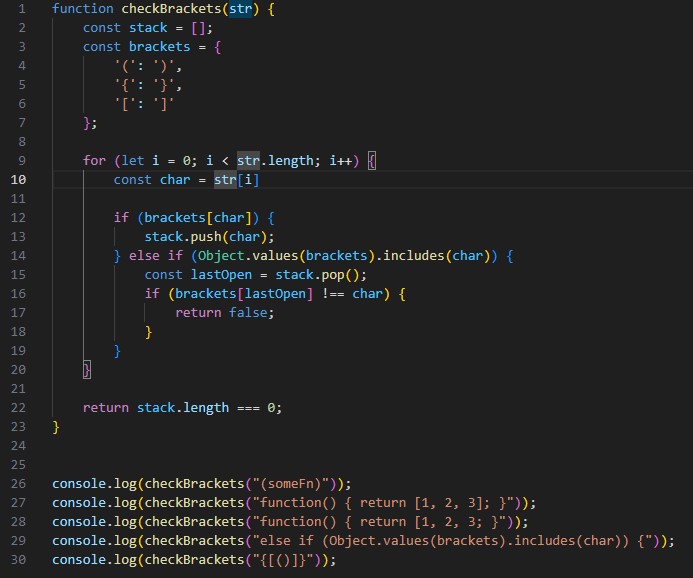 1 function checkBrackets(str) {
2     const stack = [];
3     const brackets = {
4         '(': ')',
5         '{': '}',
6         '[': ']'
7     };
8
9     for (let i = 0; i < str.length; i++) {
10         const char = str[i]
11
12         if (brackets[char]) {
13             stack.push(char);
14         } else if (Object.values(brackets).includes(char)) {
15             const lastOpen = stack.pop();
16             if (brackets[lastOpen] !== char) {
17                 return false;
18             }
19         }
20     }
21
22     return stack.length === 0;
23 }
24
25
26 console.log(checkBrackets("(someFn)"));
27 console.log(checkBrackets("function() { return [1, 2, 3]; }"));
28 console.log(checkBrackets("function() { return [1, 2, 3; }"));
29 console.log(checkBrackets("else if (Object.values(brackets).includes(char)) {"));
30 console.log(checkBrackets("{[()]}"));